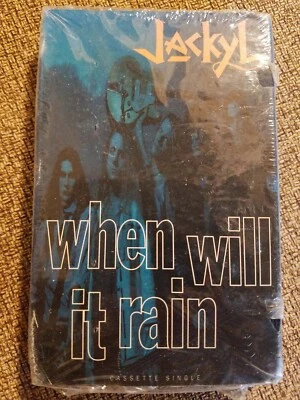 Jackyl
when will
it rain
CASSETTE SINGLE